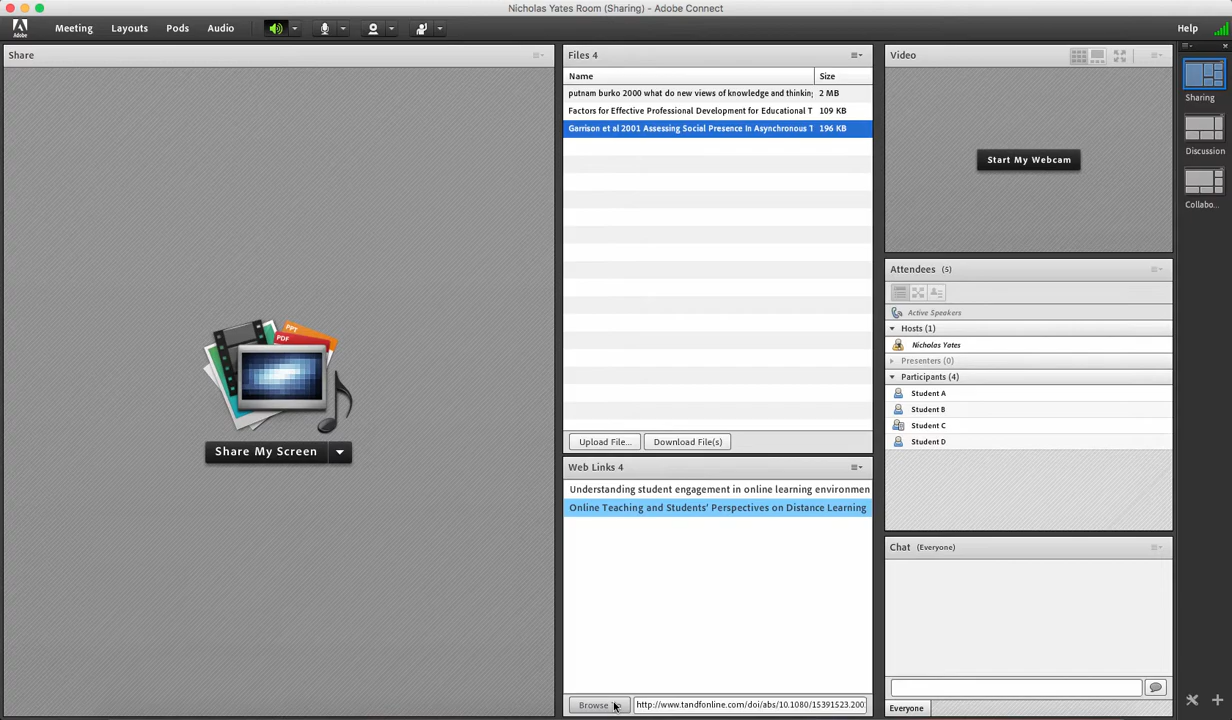 Nicholas Yates Room (Sharing) - Adobe Connect
Adobe
Meeting
Layouts
Pods
Audio
Help
Share
PPT
PDF
Share My Screen
Files 4
Name
Size
putnam burko 2000 what do new views of knowledge and thinkin
2 MB
Factors for Effective Professional Development for Educational T
109 KB
Garrison et al 2001 Assessing Social Presence In Asynchronous T
196 KB
Upload File...
Download File(s)
Web Links 4
Understanding student engagement in online learning environmen
Online Teaching and Students' Perspectives on Distance Learning
Browse
http://www.tandfonline.com/doi/abs/10.1080/15391523.200
Video
Start My Webcam
Attendees (5)
Active Speakers
Hosts (1)
Nicholas Yates
Presenters (0)
Participants (4)
Student A
Student B
Student C
Student D
Chat (Everyone)
Everyone
Sharing
Discussion
Collabo...